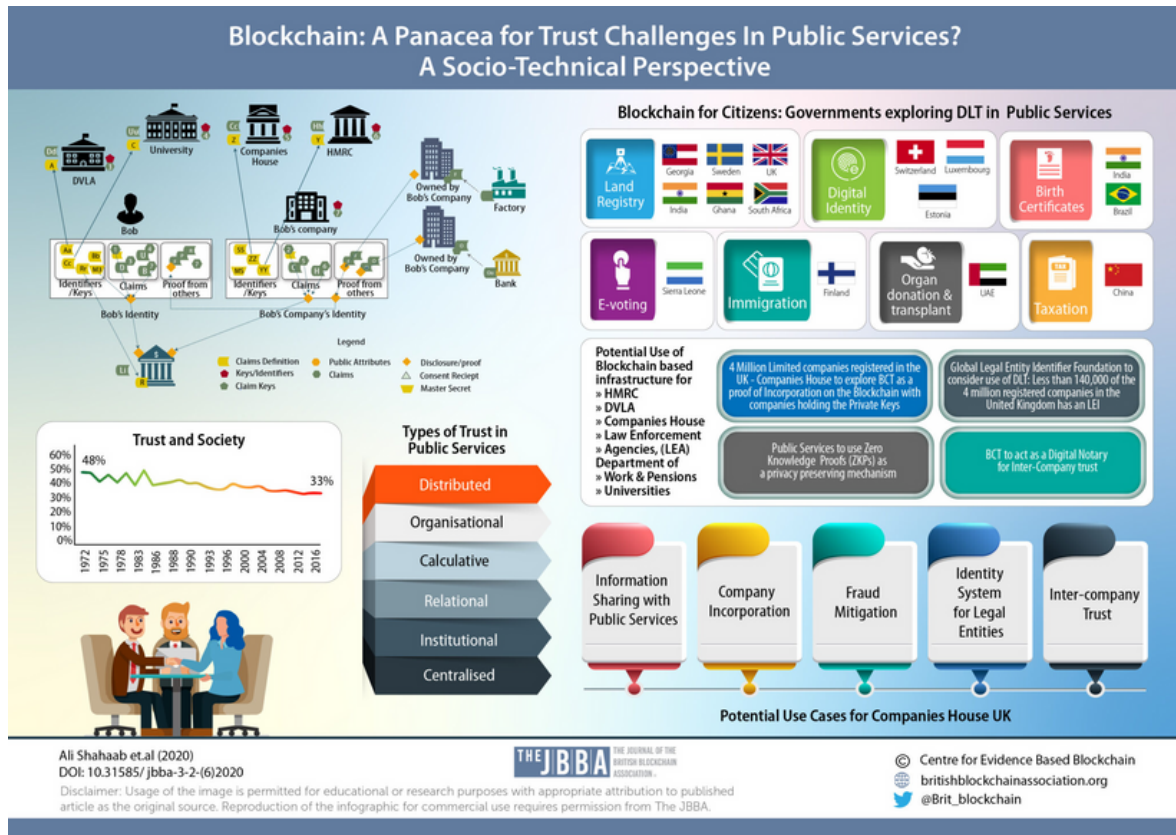 Blockchain: A Panacea for Trust Challenges In Public Services?
A Socio-Technical Perspective
University
Companies
House
HMRC
DVLA
Bob
Bob's company
Owned by
Bob's Company
Factory
Owned by
Bob's Company
Bank
Identifiers
/Keys
Claims
Proof from
others
Identifiers
/Keys
Claims
Proof from
others
Bob's Identity
Bob's Company's Identity
Legend
Claims Definition
Public Attributes
Disclosure/proof
Keys/Identifiers
Claims
Consent Reciept
Claim Keys
Master Secret
Trust and Society
60%
50%
40%
30%
20%
10%
0%
48%
33%
1972
1975
1978
1983
1986
1988
1990
1993
1996
2000
2004
2008
2012
2016
Types of Trust in
Public Services
Distributed
Organisational
Calculative
Relational
Institutional
Centralised
Blockchain for Citizens: Governments exploring DLT in Public Services
Land
Registry
Georgia
Sweden
UK
India
Ghana
South Africa
Digital
Identity
Switzerland
Luxembourg
Estonia
Birth
Certificates
India
Brazil
E-voting
Sierra Leone
Immigration
Finland
Organ
donation &
transplant
UAE
TAX
Taxation
China
Potential Use of
Blockchain based
infrastructure for
» HMRC
» DVLA
» Companies House
» Law Enforcement
» Agencies, (LEA)
Department of
» Work & Pensions
» Universities
4 Million Limited companies registered in the
UK - Companies House to explore BCT as a
proof of Incorporation on the Blockchain with
companies holding the Private Keys
Global Legal Entity Identifier Foundation to
consider use of DLT: Less than 140,000 of the
4 million registered companies in the
United Kingdom has an LEI
Public Services to use Zero
Knowledge Proofs (ZKPs) as
a privacy preserving mechanism
BCT to act as a Digital Notary
for Inter-Company trust
Information
Sharing with
Public Services
Company
Incorporation
Fraud
Mitigation
Identity
System
for Legal
Entities
Inter-company
Trust
Potential Use Cases for Companies House UK
Ali Shahaab et.al (2020)
DOI: 10.31585/ jbba-3-2-(6)2020
Disclaimer: Usage of the image is permitted for educational or research purposes with appropriate attribution to published
article as the original source. Reproduction of the infographic for commercial use requires permission from The JBBA.
THE JBBA
THE JOURNAL OF THE
BRITISH BLOCKCHAIN
ASSOCIATION
© Centre for Evidence Based Blockchain
britishblockchainassociation.org
@Brit_blockchain